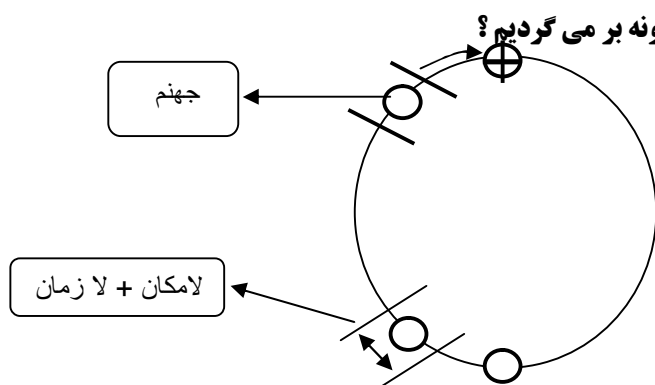 بر می گردیم ؟
جهنم
لامکان + لا زمان